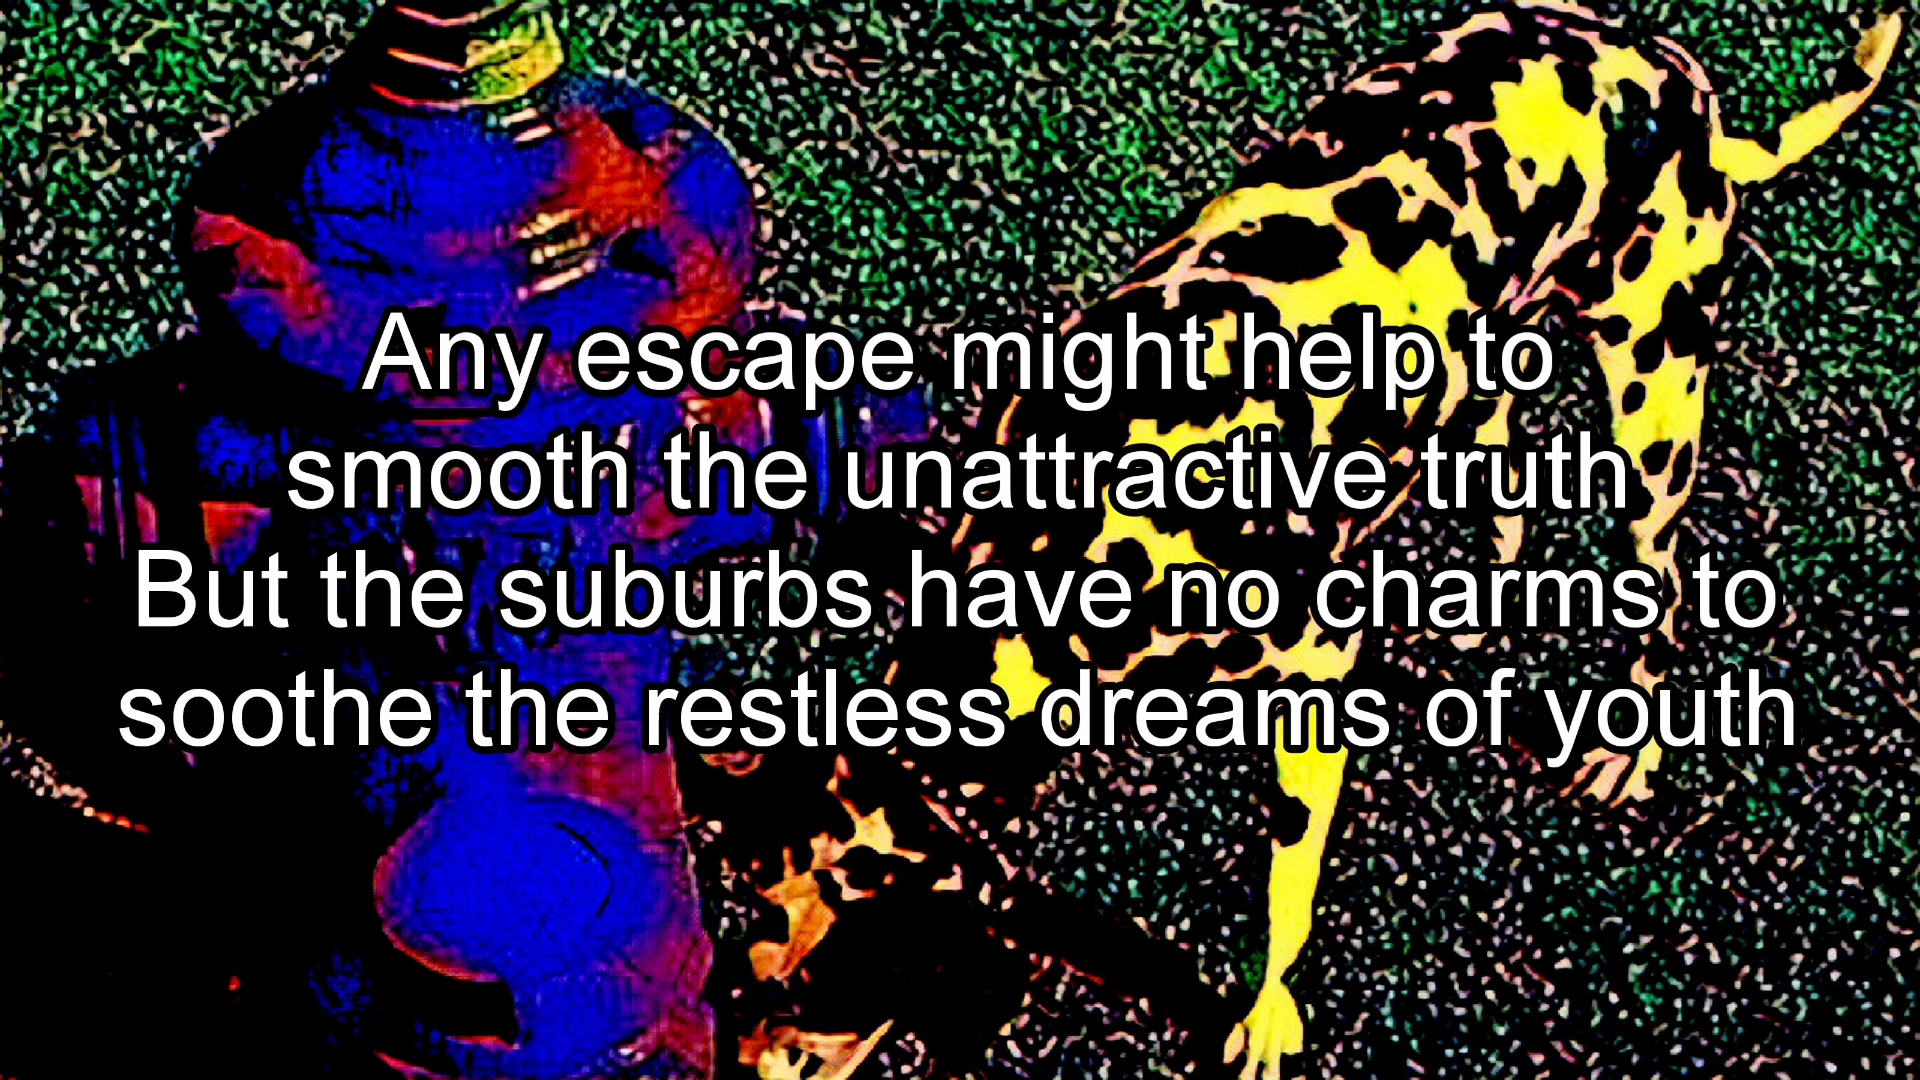 Any escape might help to
smooth the unattractive truth
But the suburbs have no charms to
soothe the restless dreams of youth